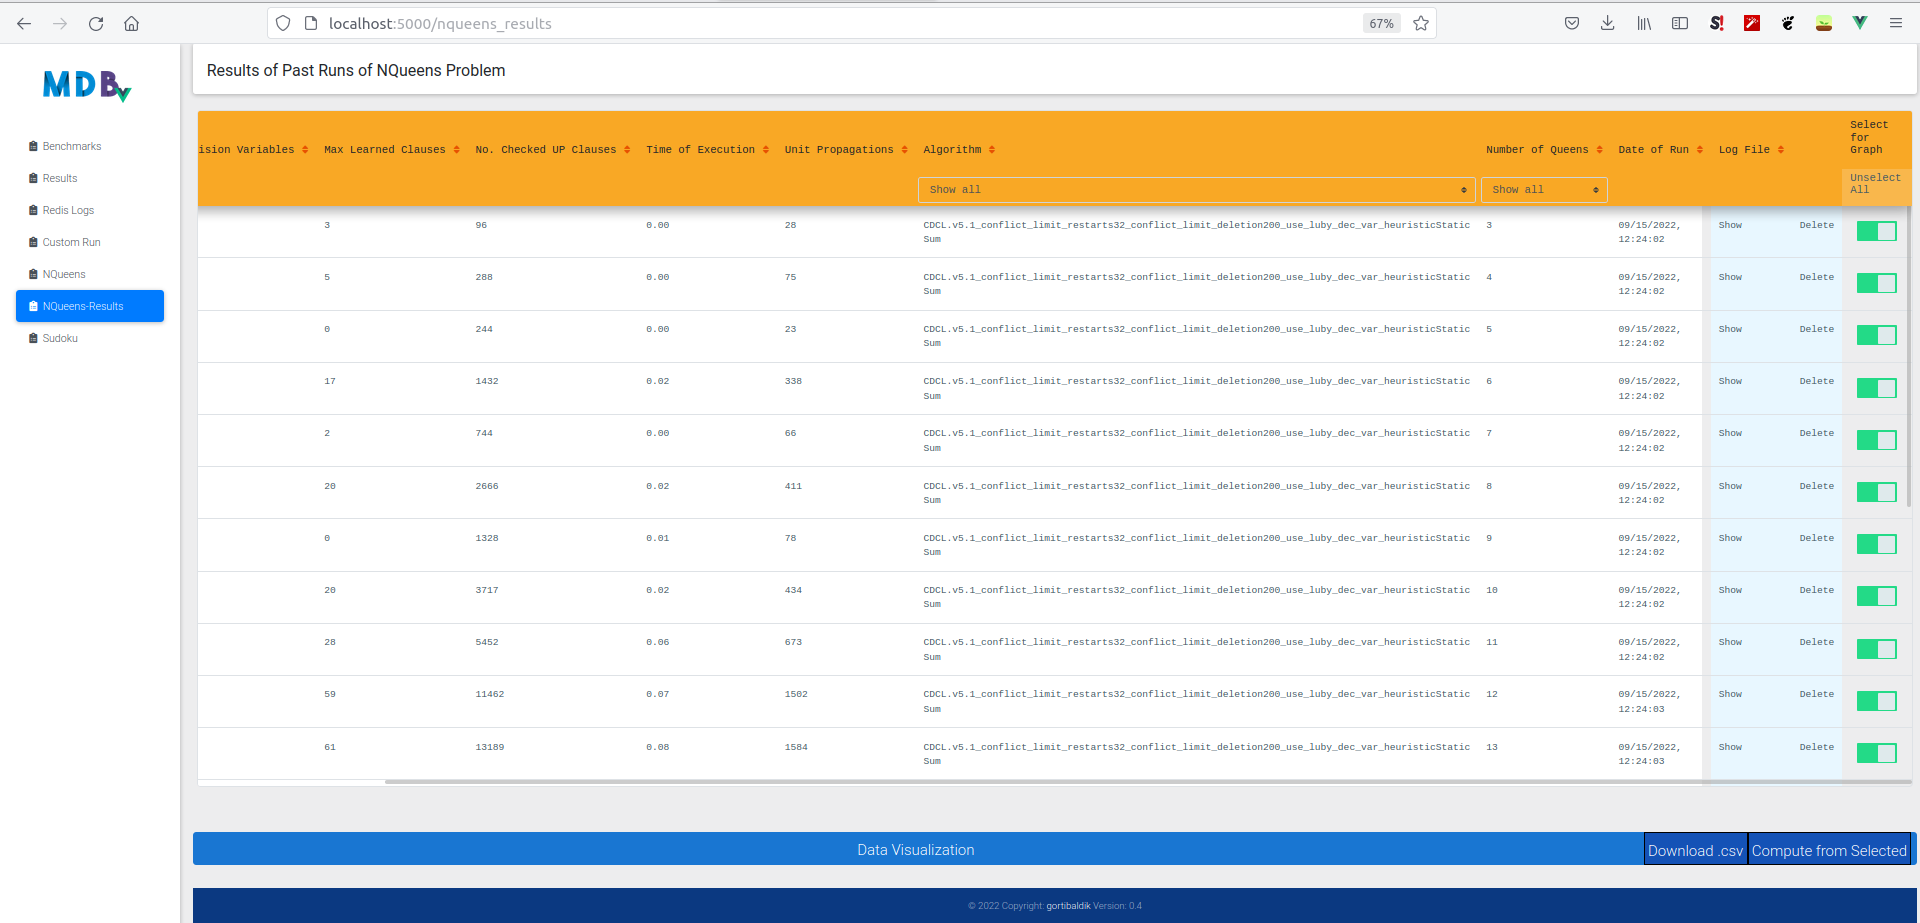 localhost:5000/nqueens_results
67%
MDB
Results of Past Runs of NQueens Problem
Benchmarks
Results
Redis Logs
Custom Run
NQueens
NQueens-Results
Sudoku
ision Variables Max Learned Clauses No. Checked UP Clauses Time of Execution Unit Propagations Algorithm Number of Queens Date of Run Log File Select for Graph
Show all Show all Unselect All
3 96 0.00 28 CDCL.v5.1_conflict_limit_restarts32_conflict_limit_deletion200_use_luby_dec_var_heuristicStatic 3 09/15/2022, Show Delete
Sum 12:24:02
5 288 0.00 75 CDCL.v5.1_conflict_limit_restarts32_conflict_limit_deletion200_use_luby_dec_var_heuristicStatic 4 09/15/2022, Show Delete
Sum 12:24:02
0 244 0.00 23 CDCL.v5.1_conflict_limit_restarts32_conflict_limit_deletion200_use_luby_dec_var_heuristicStatic 5 09/15/2022, Show Delete
Sum 12:24:02
17 1432 0.02 338 CDCL.v5.1_conflict_limit_restarts32_conflict_limit_deletion200_use_luby_dec_var_heuristicStatic 6 09/15/2022, Show Delete
Sum 12:24:02
2 744 0.00 66 CDCL.v5.1_conflict_limit_restarts32_conflict_limit_deletion200_use_luby_dec_var_heuristicStatic 7 09/15/2022, Show Delete
Sum 12:24:02
20 2666 0.02 411 CDCL.v5.1_conflict_limit_restarts32_conflict_limit_deletion200_use_luby_dec_var_heuristicStatic 8 09/15/2022, Show Delete
Sum 12:24:02
0 1328 0.01 78 CDCL.v5.1_conflict_limit_restarts32_conflict_limit_deletion200_use_luby_dec_var_heuristicStatic 9 09/15/2022, Show Delete
Sum 12:24:02
20 3717 0.02 434 CDCL.v5.1_conflict_limit_restarts32_conflict_limit_deletion200_use_luby_dec_var_heuristicStatic 10 09/15/2022, Show Delete
Sum 12:24:02
28 5452 0.06 673 CDCL.v5.1_conflict_limit_restarts32_conflict_limit_deletion200_use_luby_dec_var_heuristicStatic 11 09/15/2022, Show Delete
Sum 12:24:02
59 11462 0.07 1502 CDCL.v5.1_conflict_limit_restarts32_conflict_limit_deletion200_use_luby_dec_var_heuristicStatic 12 09/15/2022, Show Delete
Sum 12:24:03
61 13189 0.08 1584 CDCL.v5.1_conflict_limit_restarts32_conflict_limit_deletion200_use_luby_dec_var_heuristicStatic 13 09/15/2022, Show Delete
Sum 12:24:03
Data Visualization Download .csv Compute from Selected
© 2022 Copyright: gortibaldik Version: 0.4